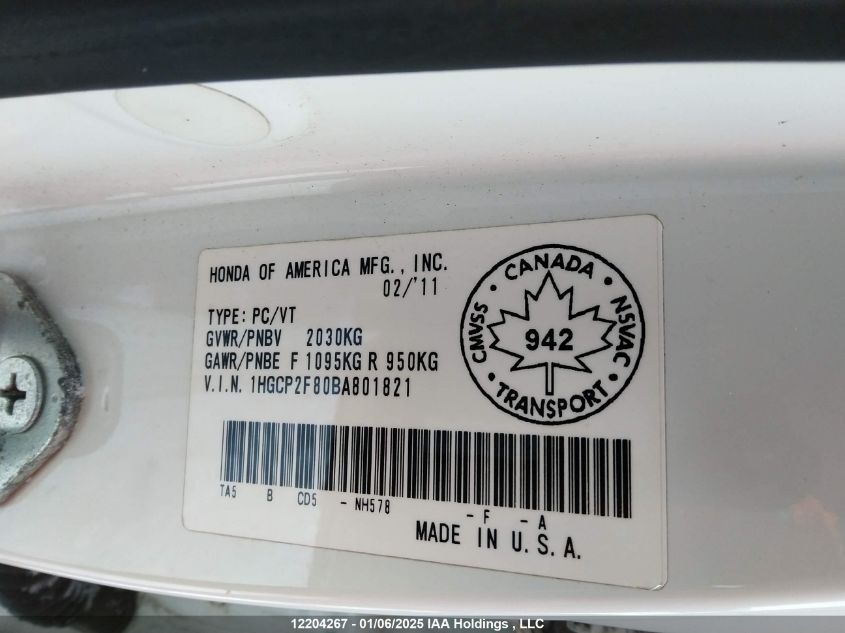 HONDA OF AMERICA MFG., INC.
02/'11
TYPE: PC/VT
GVWR/PNBV 2030KG
GAWR/PNBE F 1095KG R 950KG
V.I.N. 1HGCP2F80BA801821
CANADA
CMVSS
942
NSVAC
TRANSPORT
TA5 B CD5 - NH578 - F - A
MADE IN U.S.A.
12204267 - 01/06/2025 IAA Holdings , LLC